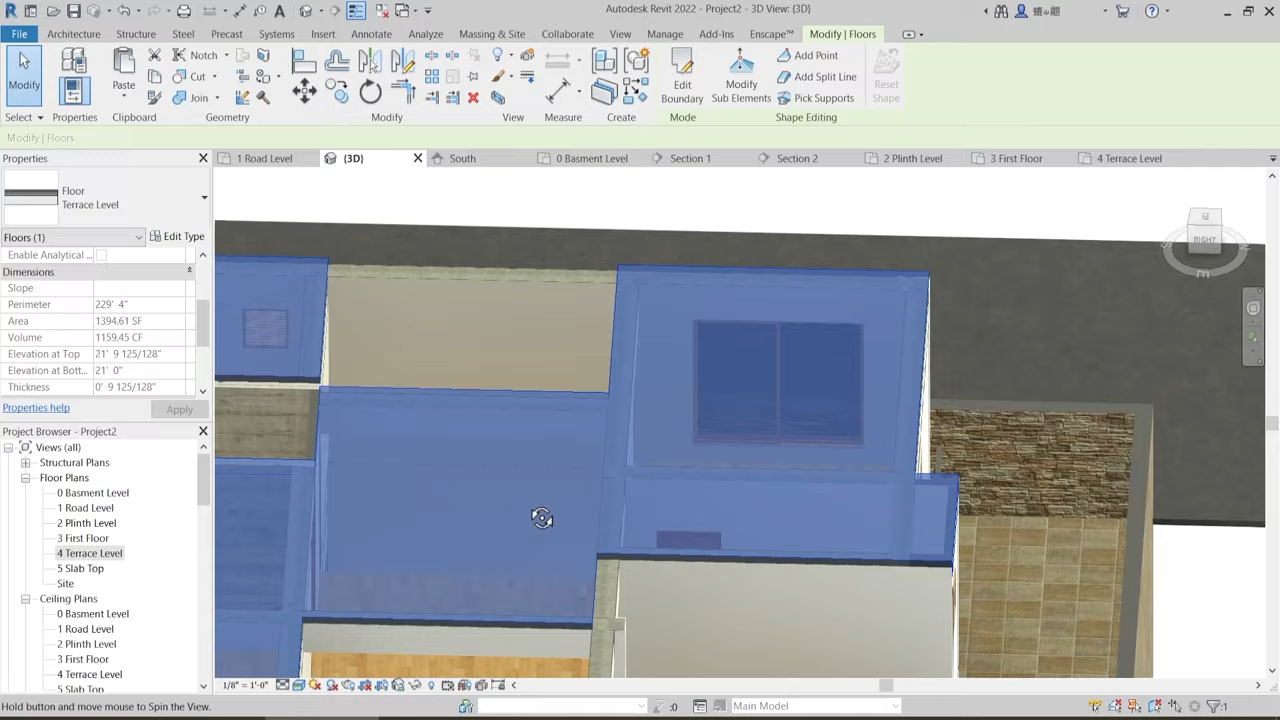 Autodesk Revit 2022 - Project2 - 3D View: {3D}
File Architecture Structure Steel Precast Systems Insert Annotate Analyze Massing & Site Collaborate View Manage Add-Ins Enscape™ Modify | Floors
Notch
Cut
Join
Modify
Paste
Edit Boundary
Modify Sub Elements
Add Point
Add Split Line
Pick Supports
Reset Shape
Select Properties Clipboard Geometry Modify View Measure Create Mode Shape Editing
Modify | Floors
Properties
1 Road Level {3D} South 0 Basment Level Section 1 Section 2 2 Plinth Level 3 First Floor 4 Terrace Level
Floor
Terrace Level
Floors (1) Edit Type
Enable Analytical ...
Dimensions
Slope
Perimeter 229' 4"
Area 1394.61 SF
Volume 1159.45 CF
Elevation at Top 21' 9 125/128"
Elevation at Bott... 21' 0"
Thickness 0' 9 125/128"
Properties help Apply
Project Browser - Project2
Views (all)
Structural Plans
Floor Plans
0 Basment Level
1 Road Level
2 Plinth Level
3 First Floor
4 Terrace Level
5 Slab Top
Site
Ceiling Plans
0 Basment Level
1 Road Level
2 Plinth Level
3 First Floor
4 Terrace Level
5 Slab Top
RIGHT
1/8" = 1'-0"
Hold button and move mouse to Spin the View.
:0
Main Model
:1